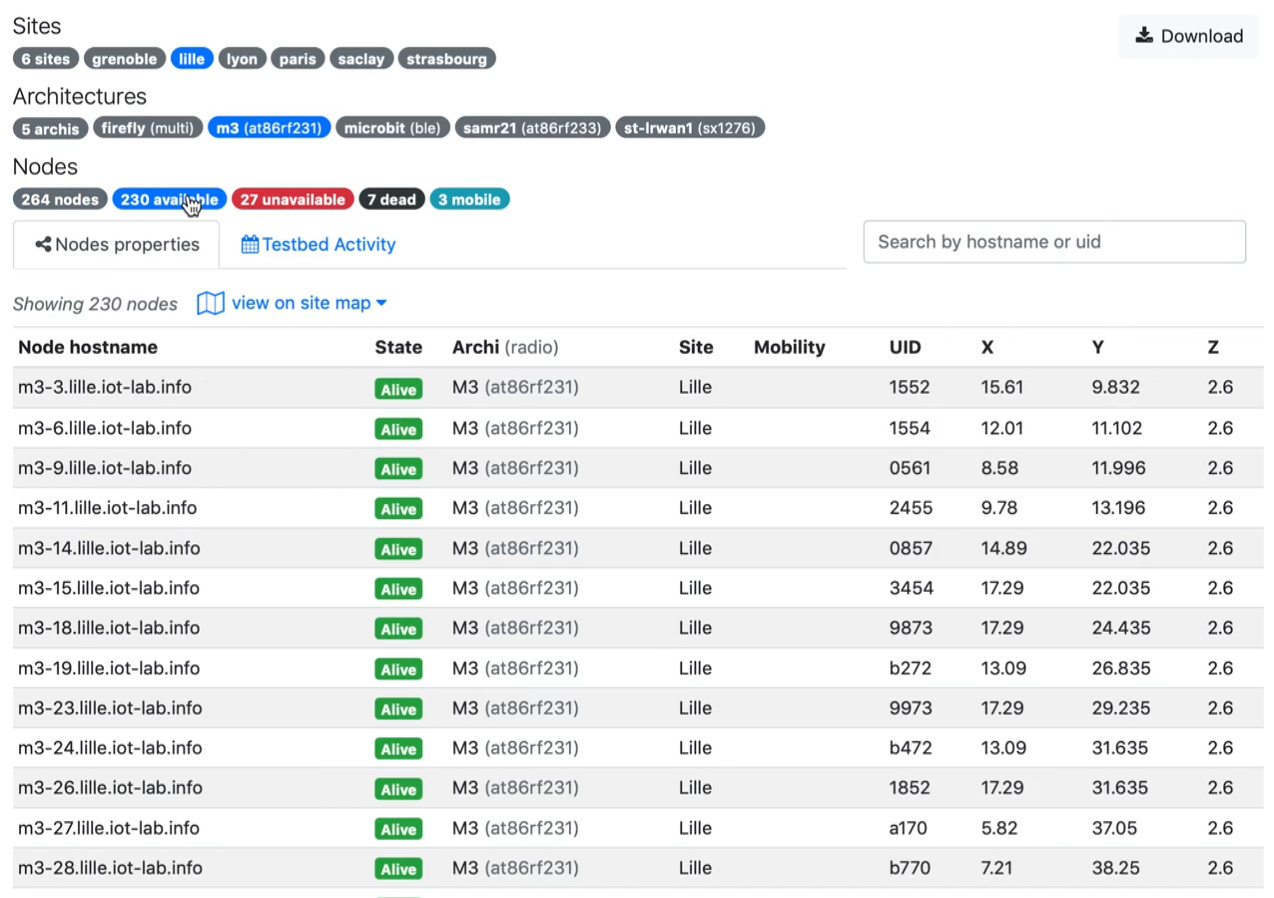 Sites
Download
6 sites grenoble lille lyon paris saclay strasbourg
Architectures
5 archis firefly (multi) m3 (at86rf231) microbit (ble) samr21 (at86rf233) st-lrwan1 (sx1276)
Nodes
264 nodes 230 available 27 unavailable 7 dead 3 mobile
Nodes properties Testbed Activity Search by hostname or uid
Showing 230 nodes view on site map
Node hostname State Archi (radio) Site Mobility UID X Y Z
m3-3.lille.iot-lab.info Alive M3 (at86rf231) Lille 1552 15.61 9.832 2.6
m3-6.lille.iot-lab.info Alive M3 (at86rf231) Lille 1554 12.01 11.102 2.6
m3-9.lille.iot-lab.info Alive M3 (at86rf231) Lille 0561 8.58 11.996 2.6
m3-11.lille.iot-lab.info Alive M3 (at86rf231) Lille 2455 9.78 13.196 2.6
m3-14.lille.iot-lab.info Alive M3 (at86rf231) Lille 0857 14.89 22.035 2.6
m3-15.lille.iot-lab.info Alive M3 (at86rf231) Lille 3454 17.29 22.035 2.6
m3-18.lille.iot-lab.info Alive M3 (at86rf231) Lille 9873 17.29 24.435 2.6
m3-19.lille.iot-lab.info Alive M3 (at86rf231) Lille b272 13.09 26.835 2.6
m3-23.lille.iot-lab.info Alive M3 (at86rf231) Lille 9973 17.29 29.235 2.6
m3-24.lille.iot-lab.info Alive M3 (at86rf231) Lille b472 13.09 31.635 2.6
m3-26.lille.iot-lab.info Alive M3 (at86rf231) Lille 1852 17.29 31.635 2.6
m3-27.lille.iot-lab.info Alive M3 (at86rf231) Lille a170 5.82 37.05 2.6
m3-28.lille.iot-lab.info Alive M3 (at86rf231) Lille b770 7.21 38.25 2.6